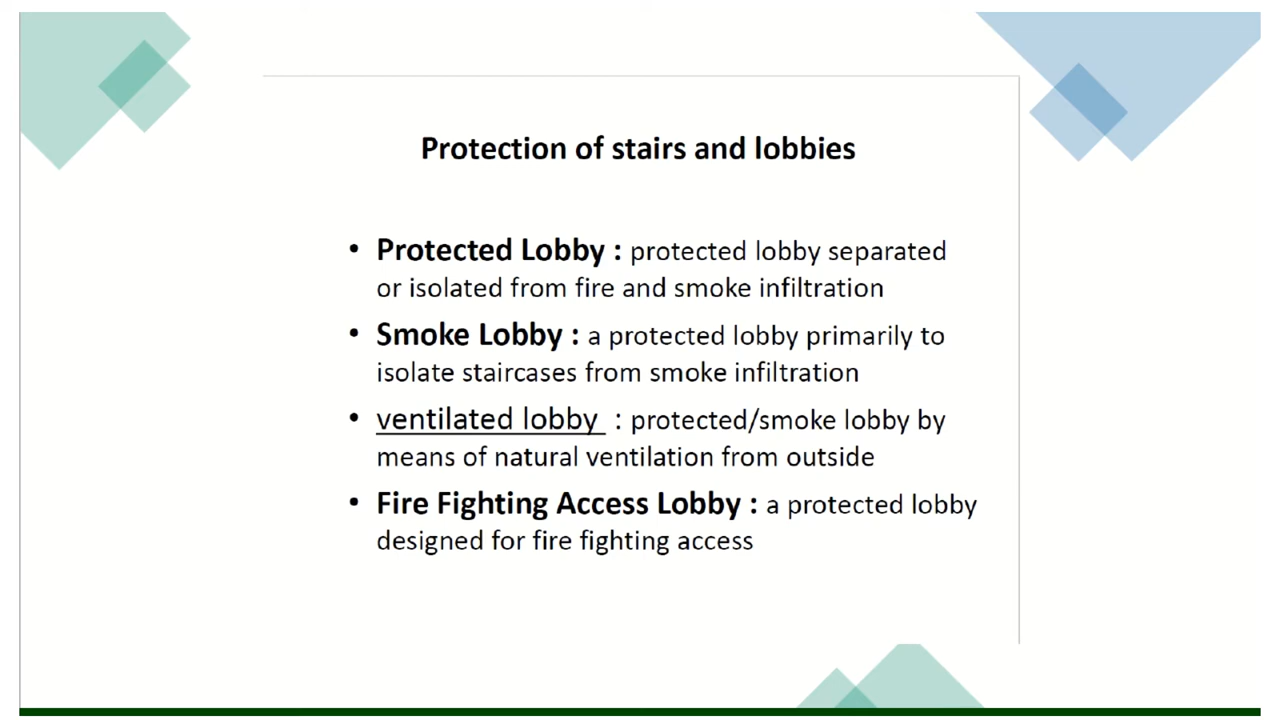 Protection of stairs and lobbies
• Protected Lobby : protected lobby separated
or isolated from fire and smoke infiltration
• Smoke Lobby : a protected lobby primarily to
isolate staircases from smoke infiltration
• ventilated lobby : protected/smoke lobby by
means of natural ventilation from outside
• Fire Fighting Access Lobby : a protected lobby
designed for fire fighting access